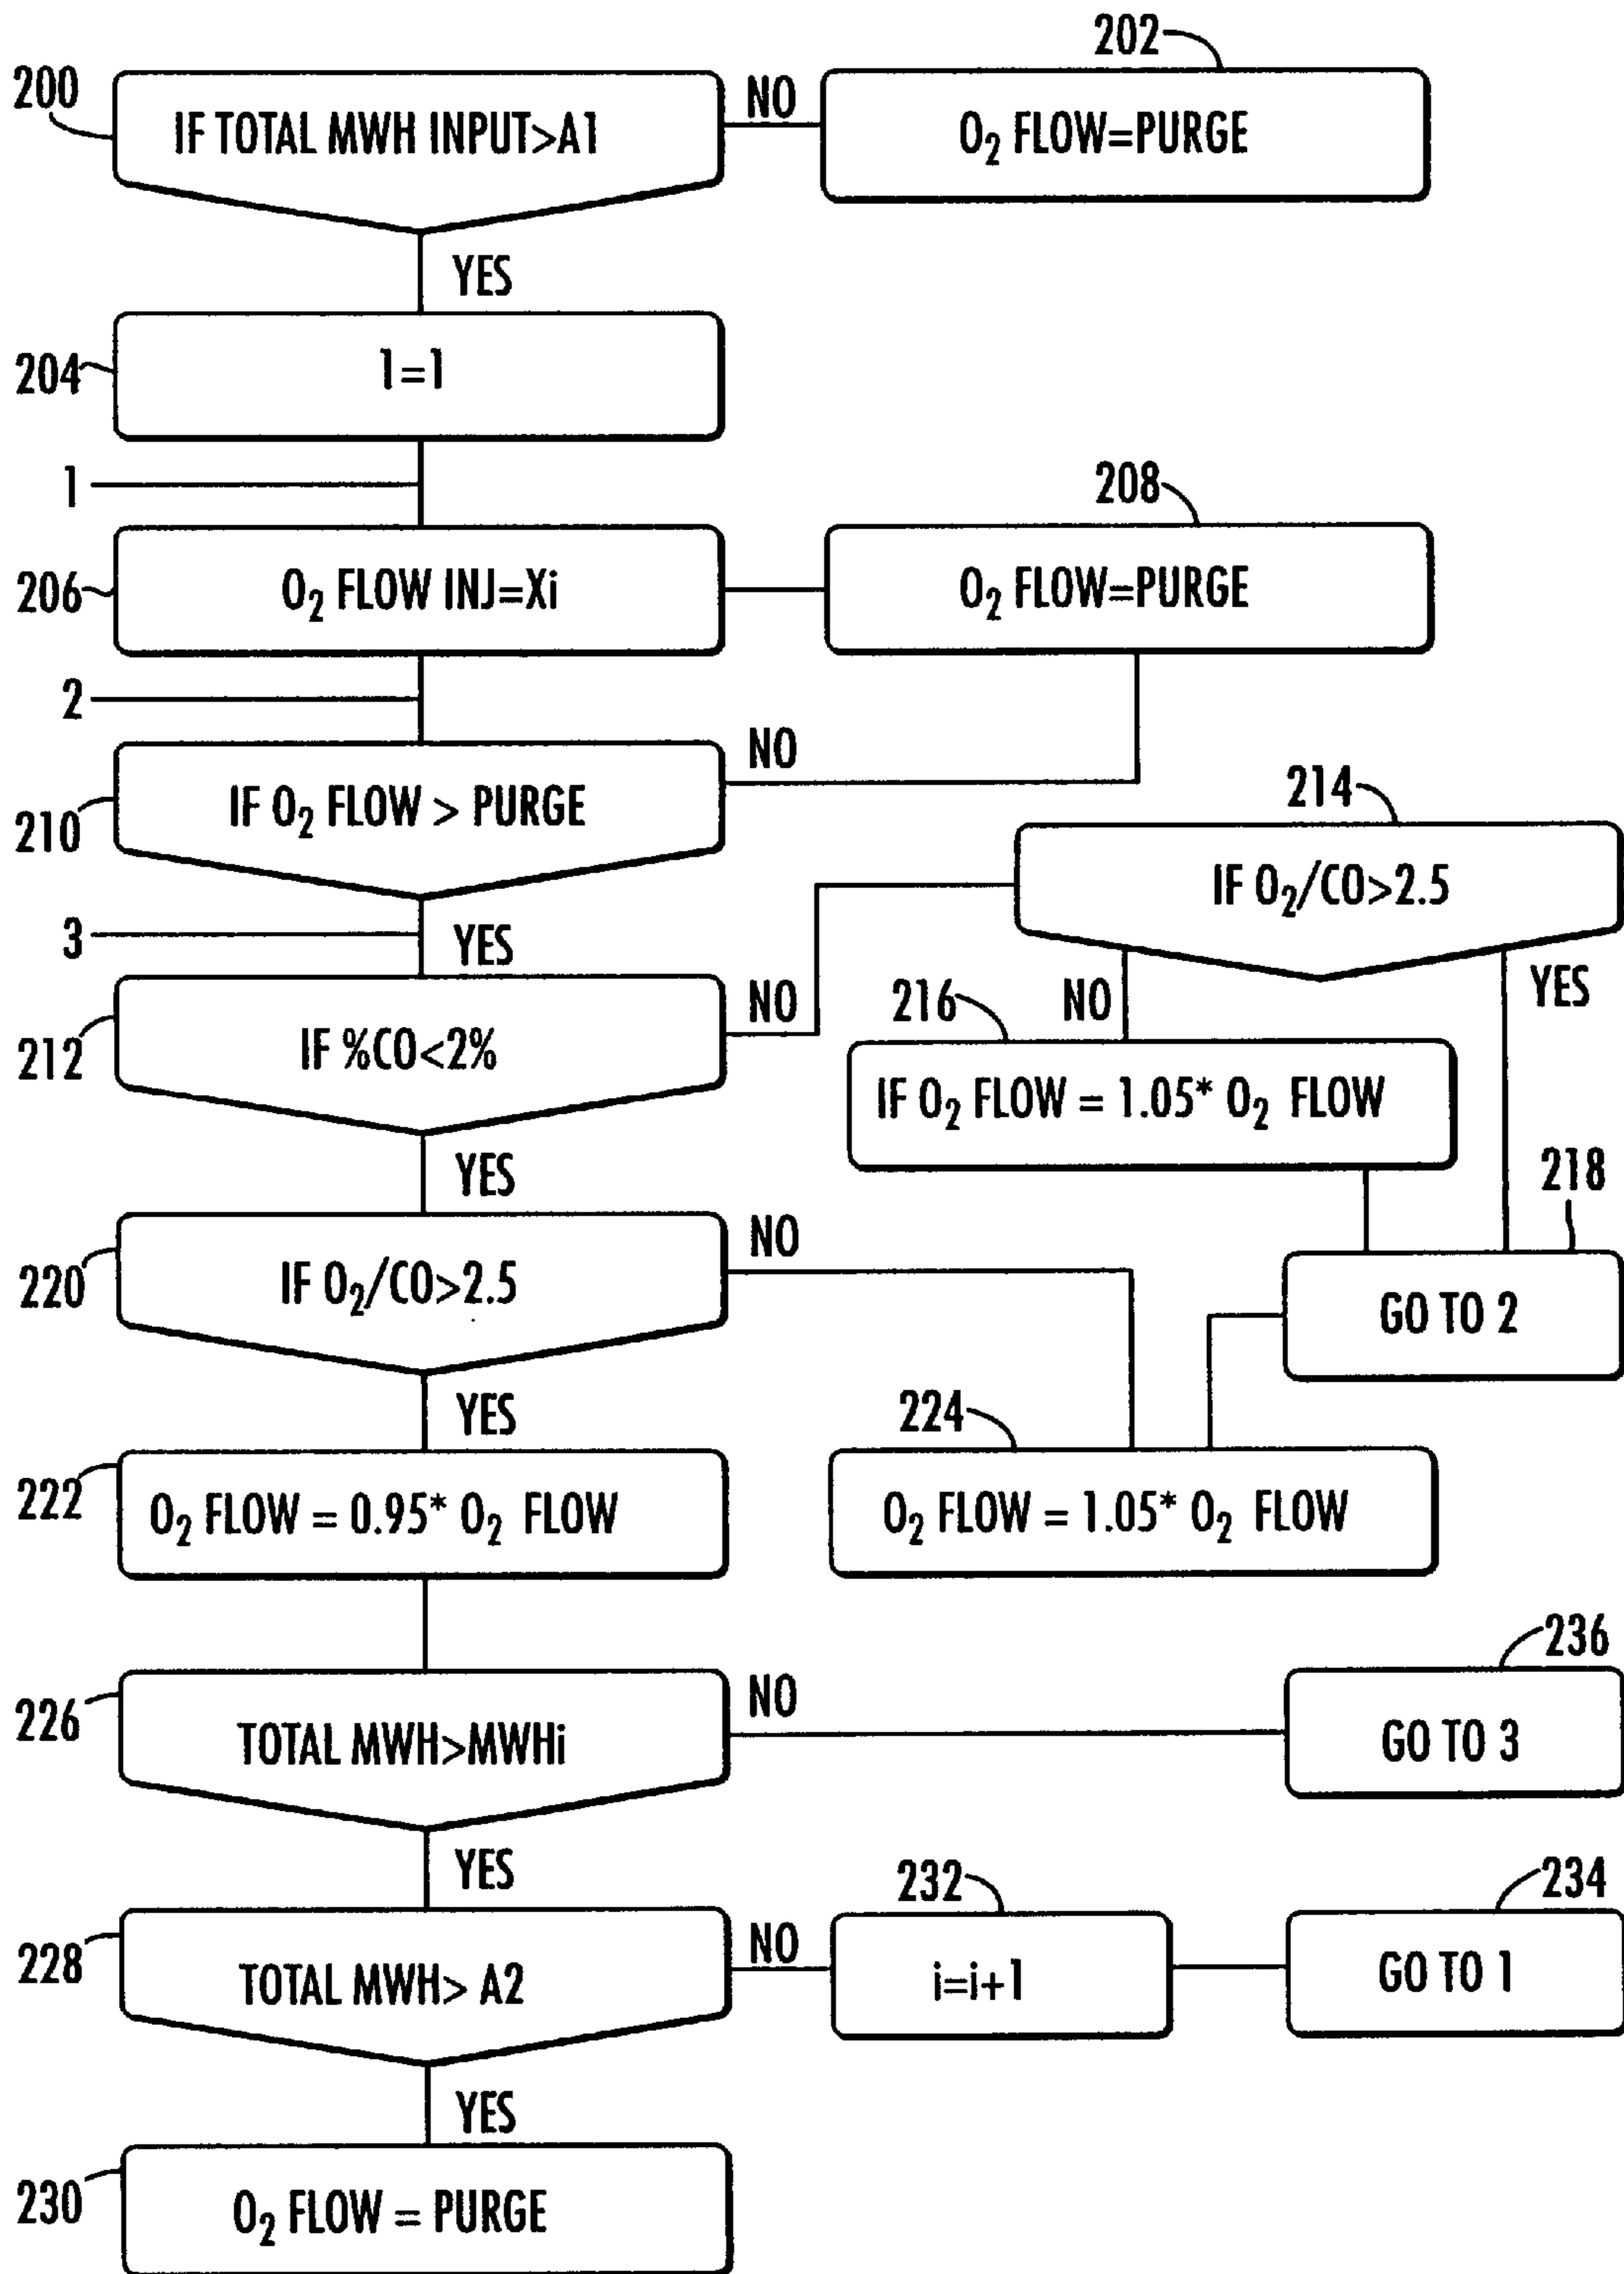 202
200
IF TOTAL MWH INPUT>A1
NO
O₂ FLOW=PURGE
YES
204
1=1
1
208
206
O₂ FLOW INJ=Xi
O₂ FLOW=PURGE
2
NO
210
IF O₂ FLOW > PURGE
214
IF O₂/CO>2.5
3
YES
212
IF %CO<2%
NO
216
NO
YES
IF O₂ FLOW = 1.05* O₂ FLOW
YES
218
220
IF O₂/CO>2.5
NO
GO TO 2
YES
224
222
O₂ FLOW = 0.95* O₂ FLOW
O₂ FLOW = 1.05* O₂ FLOW
236
226
TOTAL MWH>MWHi
NO
GO TO 3
YES
232
234
228
TOTAL MWH> A2
NO
i=i+1
GO TO 1
YES
230
O₂ FLOW = PURGE